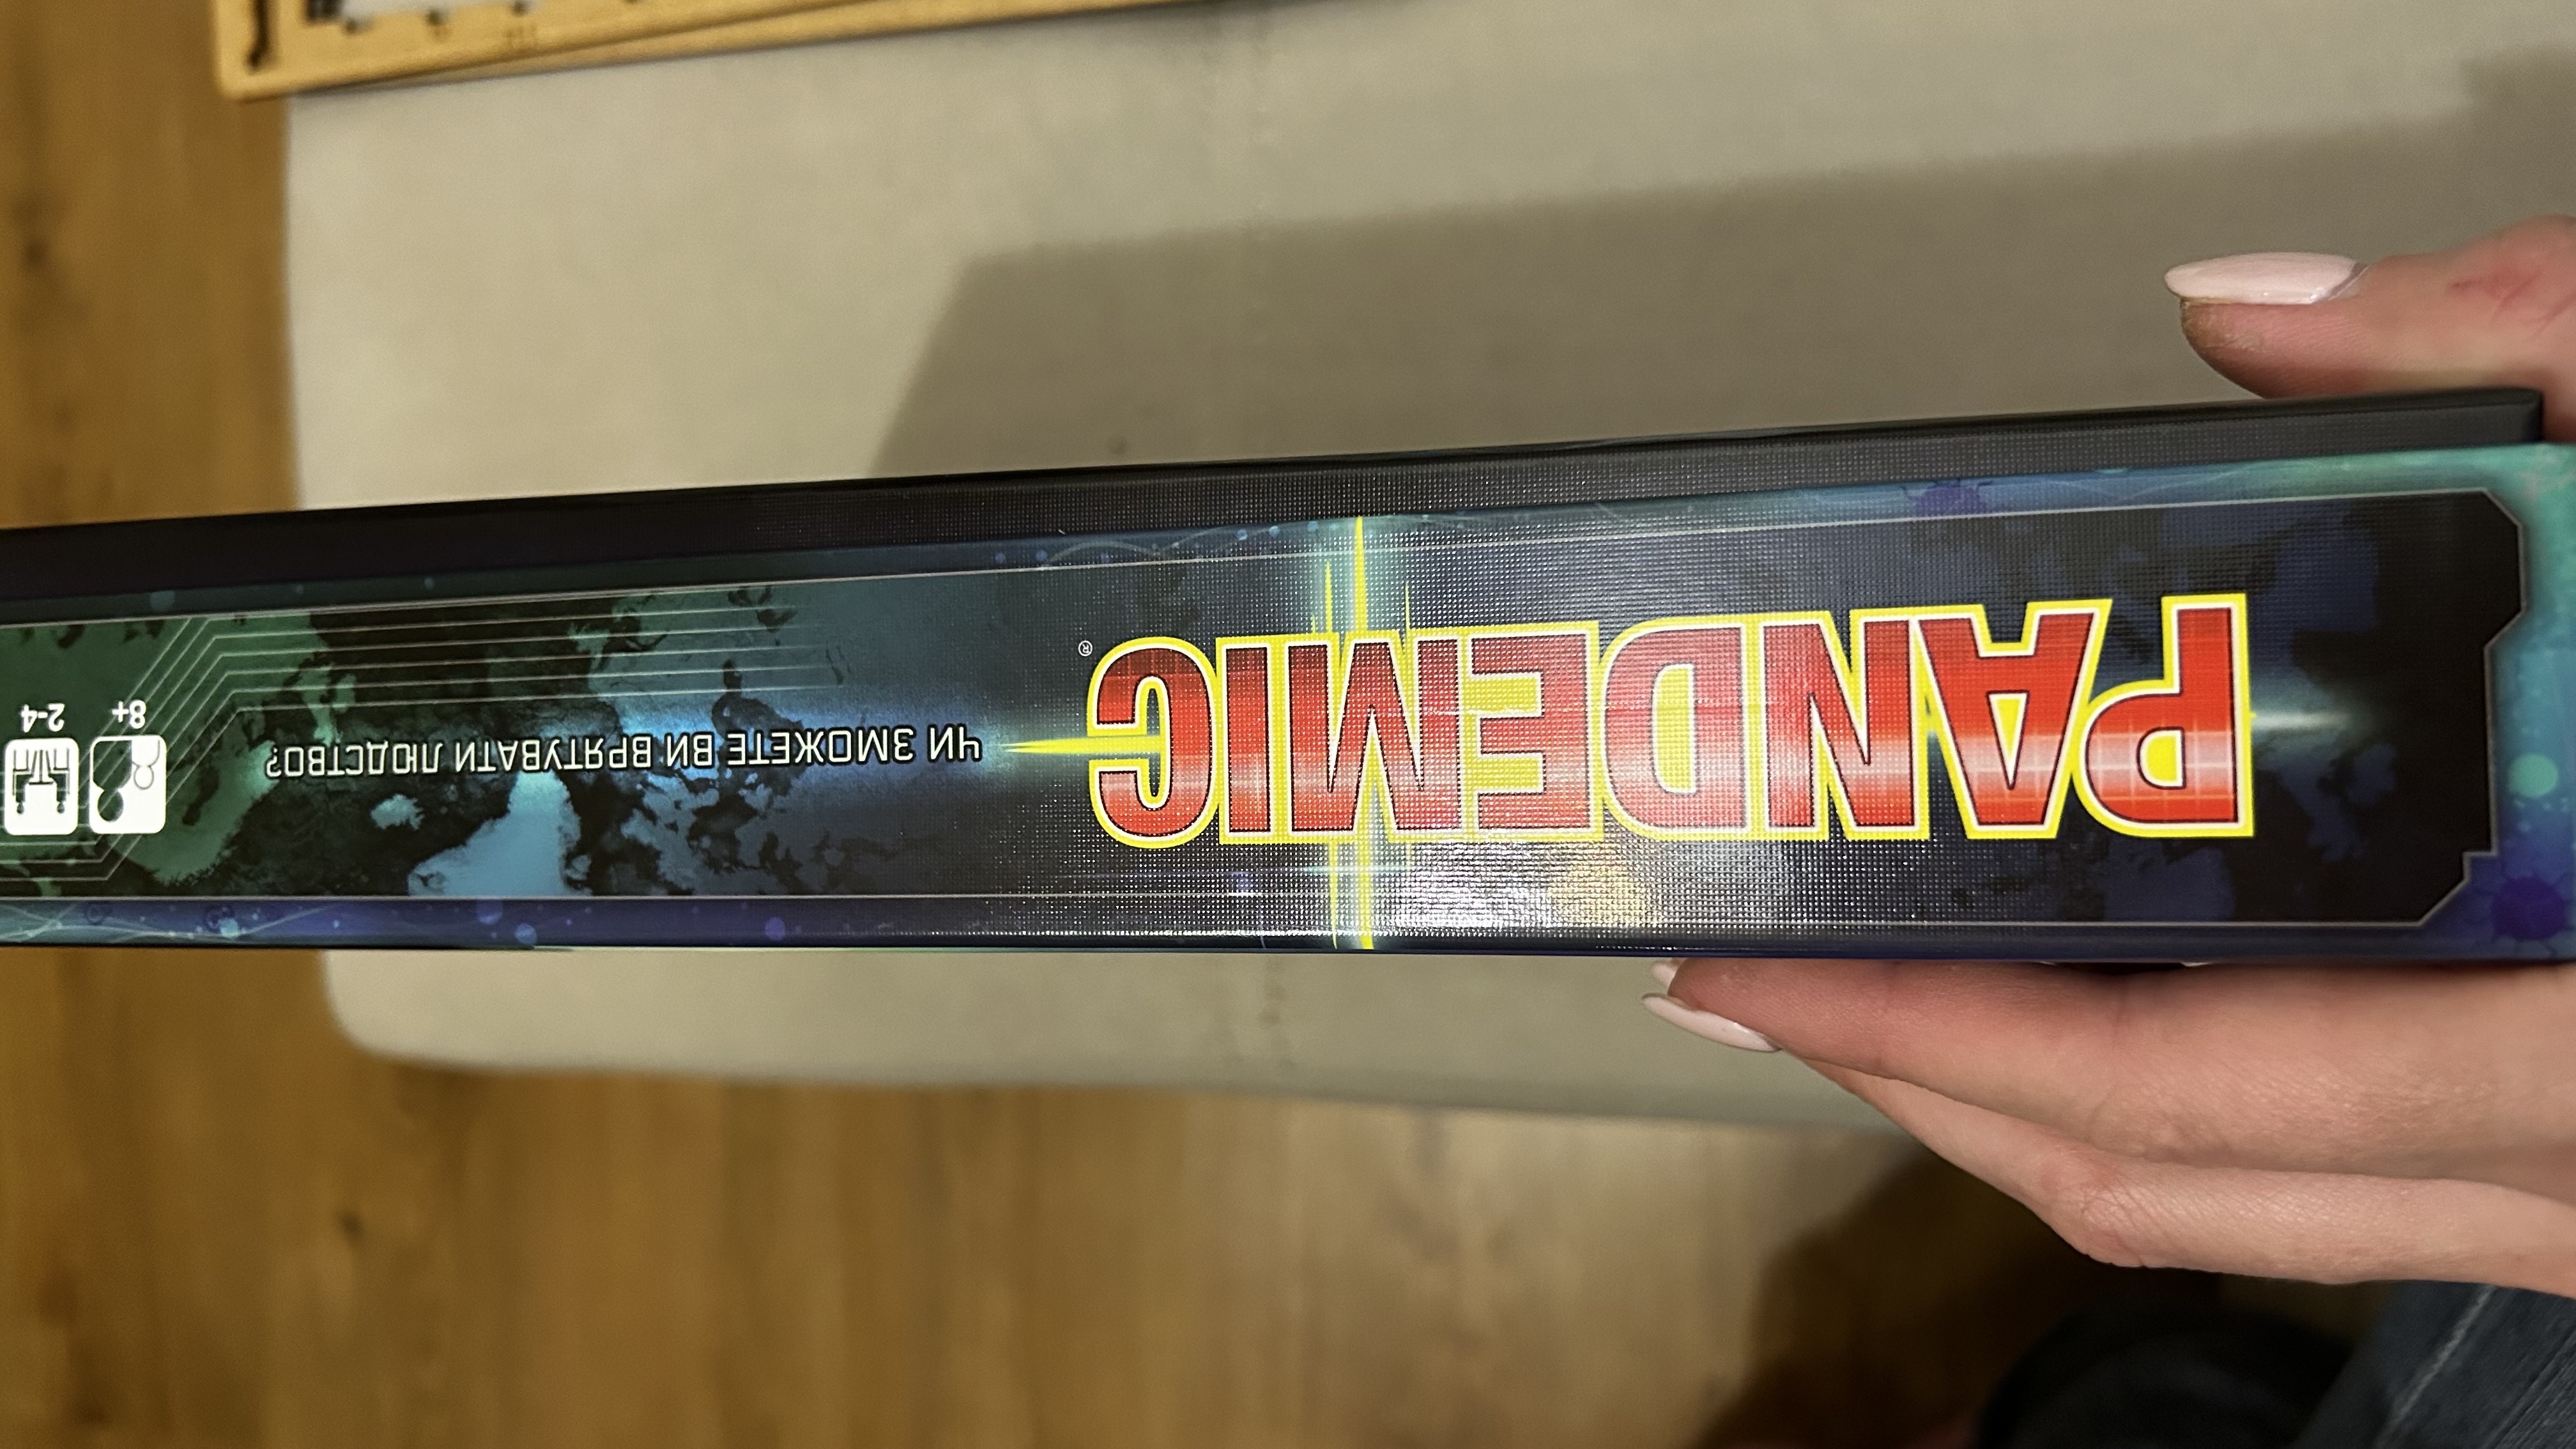 PANDEMIC®
ЧИ ЗМОЖЕТЕ ВИ ВРЯТУВАТИ ЛЮДСТВО?
8+
2-4